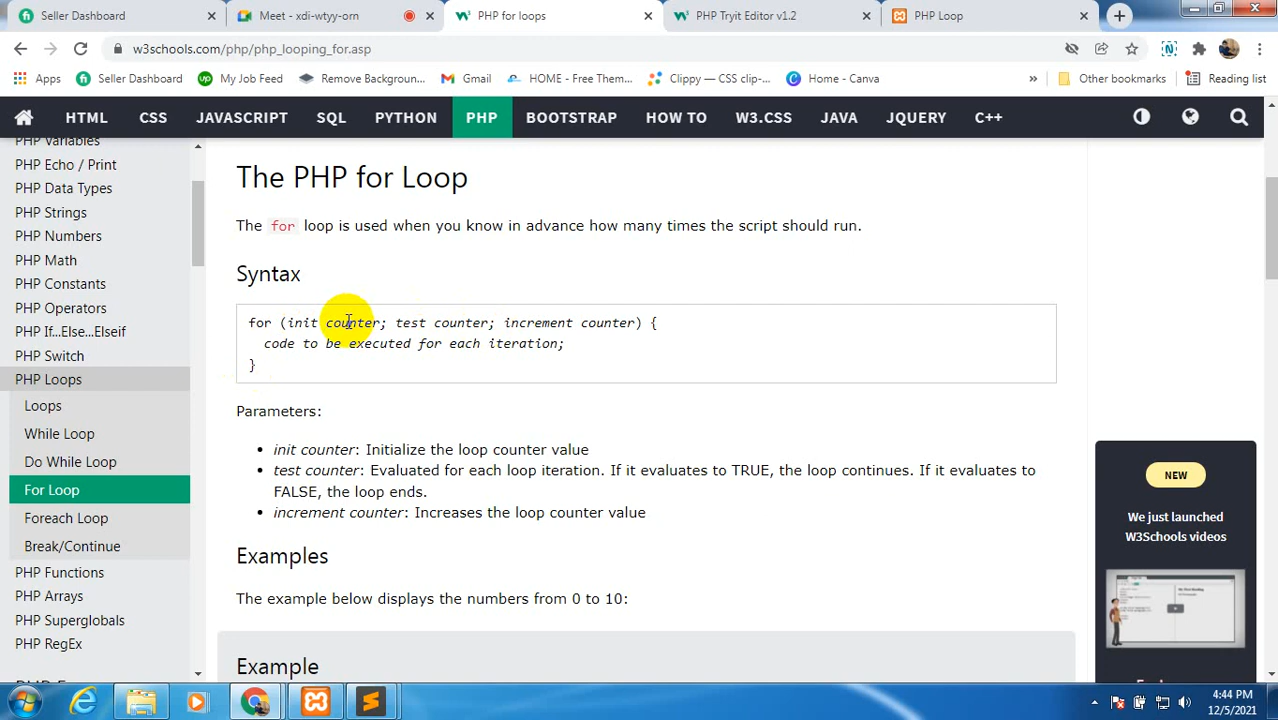 Seller Dashboard
Meet - xdi-wtyy-orn
PHP for loops
PHP Tryit Editor v1.2
PHP Loop
w3schools.com/php/php_looping_for.asp
Apps
Seller Dashboard
My Job Feed
Remove Backgroun...
Gmail
HOME - Free Them...
Clippy — CSS clip-...
Home - Canva
»
Other bookmarks
Reading list
HTML
CSS
JAVASCRIPT
SQL
PYTHON
PHP
BOOTSTRAP
HOW TO
W3.CSS
JAVA
JQUERY
C++
PHP Variables
PHP Echo / Print
PHP Data Types
PHP Strings
PHP Numbers
PHP Math
PHP Constants
PHP Operators
PHP If...Else...Elseif
PHP Switch
PHP Loops
Loops
While Loop
Do While Loop
For Loop
Foreach Loop
Break/Continue
PHP Functions
PHP Arrays
PHP Superglobals
PHP RegEx
The PHP for Loop
The for loop is used when you know in advance how many times the script should run.
Syntax
for (init counter; test counter; increment counter) {
code to be executed for each iteration;
}
Parameters:
• init counter: Initialize the loop counter value
• test counter: Evaluated for each loop iteration. If it evaluates to TRUE, the loop continues. If it evaluates to
FALSE, the loop ends.
• increment counter: Increases the loop counter value
Examples
The example below displays the numbers from 0 to 10:
Example
NEW
We just launched
W3Schools videos
4:44 PM
12/5/2021